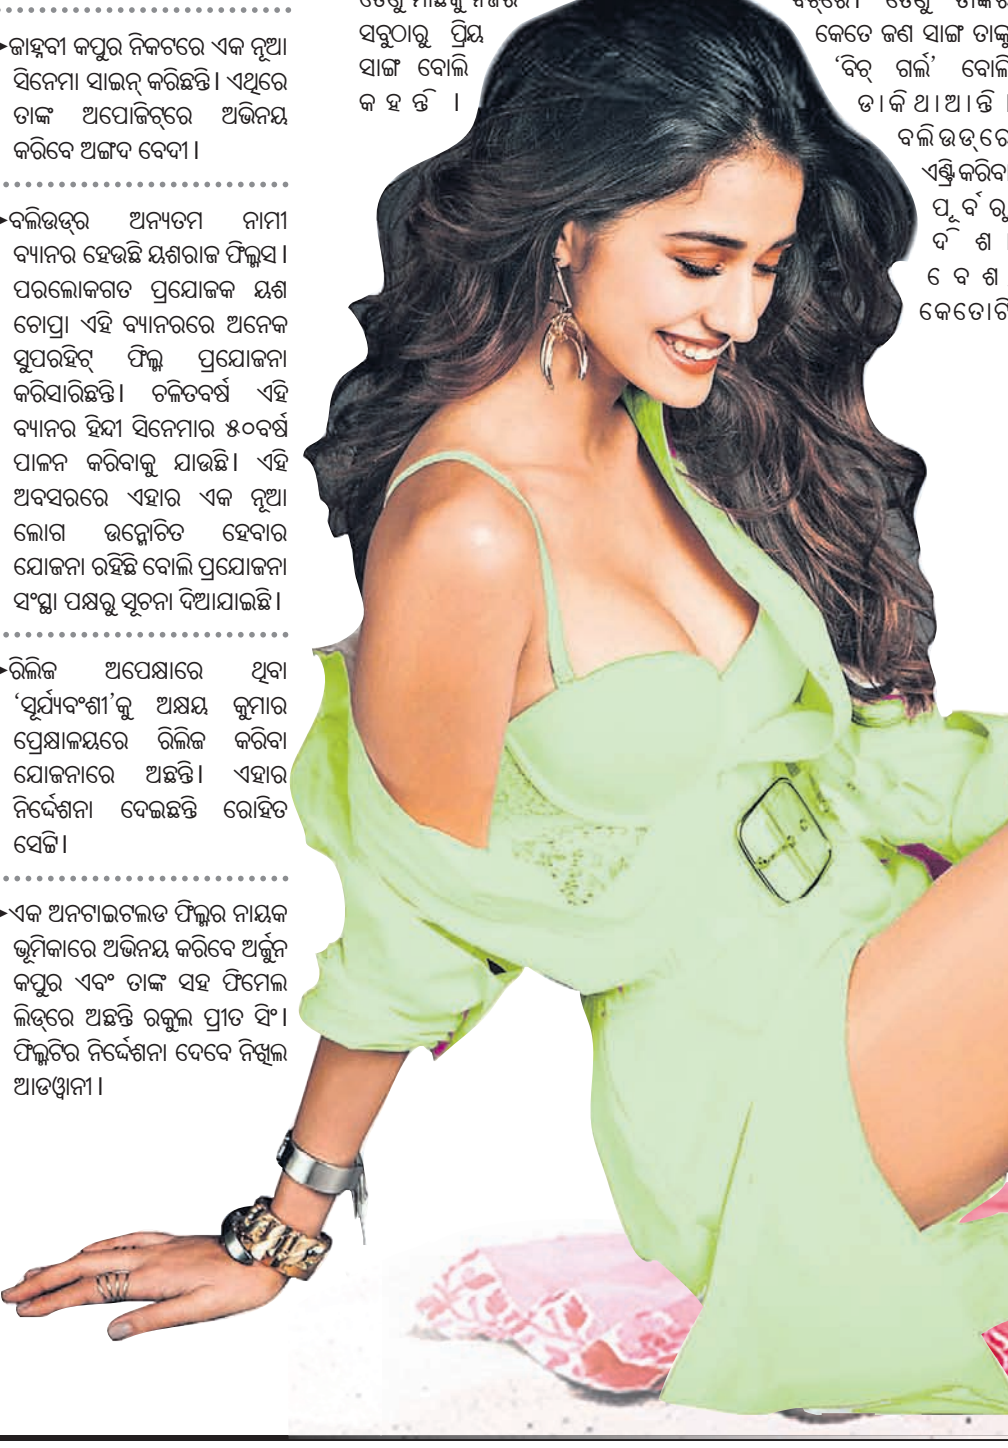 ଜାହ୍ନବୀ କପୁର ନିକଟରେ ଏକ ନୂଆ
ସିନେମା ସାଇନ୍ କରିଛନ୍ତି। ଏଥିରେ
ତାଙ୍କ ଅପୋଜିଟ୍‌ରେ ଅଭିନୟ
କରିବେ ଅଙ୍ଗଦ ବେଦୀ।
ବଲିଉଡ୍‌ର ଅନ୍ୟତମ ନାମୀ
ବ୍ୟାନର ହେଉଛି ୟଶରାଜ ଫିଲ୍ମସ।
ପରଲୋକଗତ ପ୍ରଯୋଜକ ୟଶ
ଚୋପ୍ରା ଏହି ବ୍ୟାନରରେ ଅନେକ
ସୁପରହିଟ୍ ଫିଲ୍ମ ପ୍ରଯୋଜନା
କରିସାରିଛନ୍ତି। ଚଳିତବର୍ଷ ଏହି
ବ୍ୟାନର ହିନ୍ଦୀ ସିନେମାର ୫୦ବର୍ଷ
ପାଳନ କରିବାକୁ ଯାଉଛି। ଏହି
ଅବସରରେ ଏହାର ଏକ ନୂଆ
ଲୋଗ ଉନ୍ମୋଚିତ ହେବାର
ଯୋଜନା ରହିଛି ବୋଲି ପ୍ରଯୋଜନା
ସଂସ୍ଥା ପକ୍ଷରୁ ସୂଚନା ଦିଆଯାଇଛି।
ରିଲିଜ ଅପେକ୍ଷାରେ ଥିବା
‘ସୂର୍ଯ୍ୟବଂଶୀ’କୁ ଅକ୍ଷୟ କୁମାର
ପ୍ରେକ୍ଷାଳୟରେ ରିଲିଜ କରିବା
ଯୋଜନାରେ ଅଛନ୍ତି। ଏହାର
ନିର୍ଦ୍ଦେଶନା ଦେଇଛନ୍ତି ରୋହିତ
ସେଟ୍ଟି।
ଏକ ଅନଟାଇଟଲଡ ଫିଲ୍ମର ନାୟକ
ଭୂମିକାରେ ଅଭିନୟ କରିବେ ଅର୍ଜୁନ
କପୁର ଏବଂ ତାଙ୍କ ସହ ଫିମେଲ
ଲିଡ୍‌ରେ ଅଛନ୍ତି ରକୁଲ ପ୍ରୀତ ସିଂ।
ଫିଲ୍ମଟିର ନିର୍ଦ୍ଦେଶନା ଦେବେ ନିଖିଲ
ଆଡୱାନୀ।
ସବୁଠାରୁ ପ୍ରିୟ
ସାଙ୍ଗ ବୋଲି
କହନ୍ତି।
କେତେ ଜଣ ସାଙ୍ଗ ତାଙ୍କୁ
‘ବିଚ୍ ଗର୍ଲ’ ବୋଲି
ଡାକିଥାଆନ୍ତି।
ବଲିଉଡ୍‌ରେ
ଏଣ୍ଟ୍ରି କରିବା
ପୂର୍ବରୁ
ଦିଶା
ବେଶ
କେତୋଟି